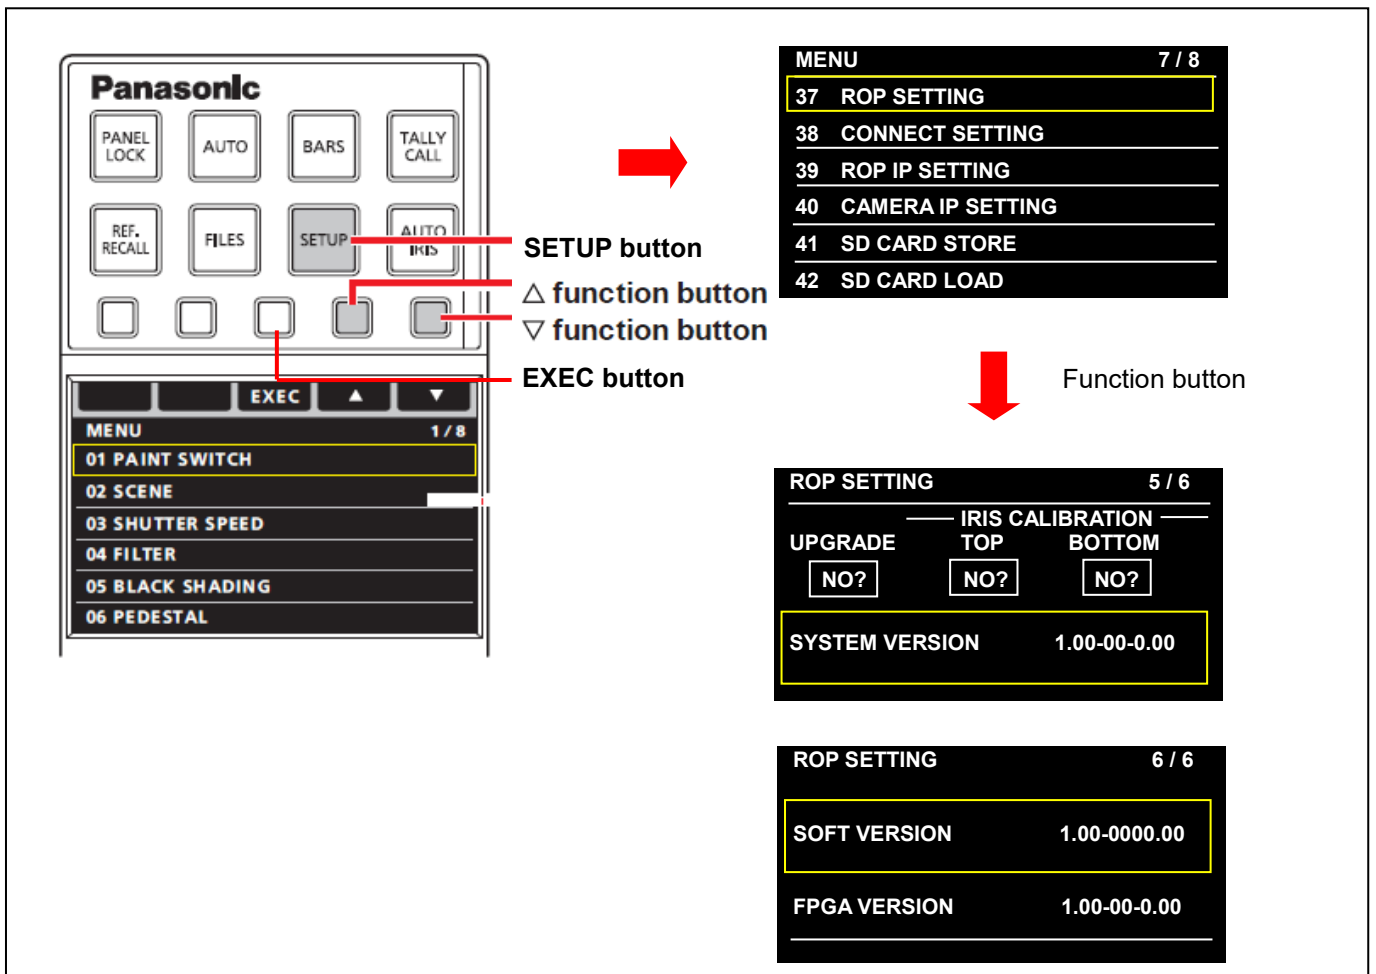 Panasonic
PANEL LOCK
AUTO
BARS
TALLY CALL
REF. RECALL
FILES
SETUP
AUTO IRIS
SETUP button
△ function button
▽ function button
EXEC button
EXEC ▲ ▼
MENU 1/8
01 PAINT SWITCH
02 SCENE
03 SHUTTER SPEED
04 FILTER
05 BLACK SHADING
06 PEDESTAL
MENU 7 / 8
37 ROP SETTING
38 CONNECT SETTING
39 ROP IP SETTING
40 CAMERA IP SETTING
41 SD CARD STORE
42 SD CARD LOAD
Function button
ROP SETTING 5 / 6
IRIS CALIBRATION
UPGRADE TOP BOTTOM
NO? NO? NO?
SYSTEM VERSION 1.00-00-0.00
ROP SETTING 6 / 6
SOFT VERSION 1.00-0000.00
FPGA VERSION 1.00-00-0.00